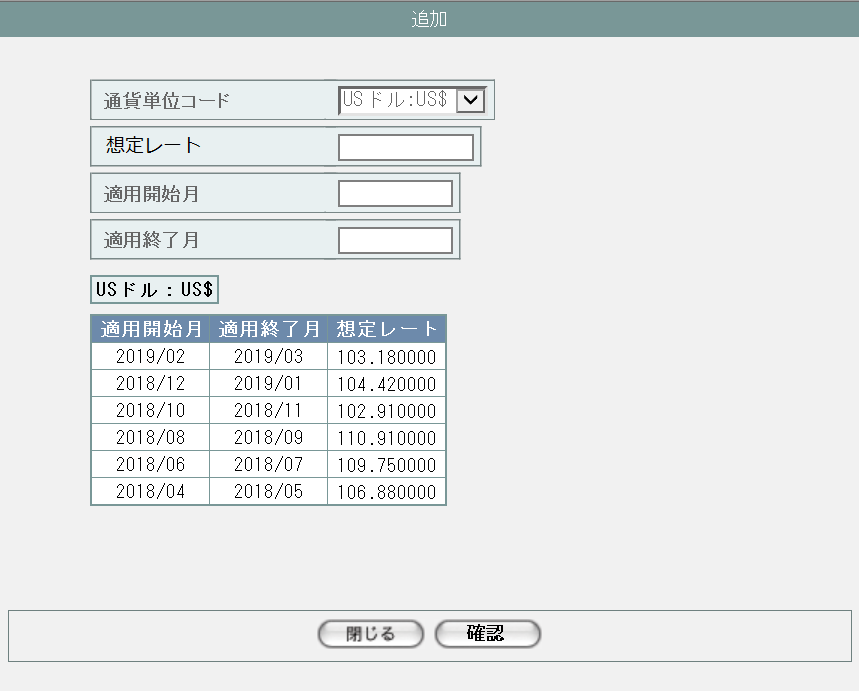 追加
通貨単位コード USドル:US$
想定レート
適用開始月
適用終了月
USドル : US$
適用開始月 適用終了月 想定レート
2019/02 2019/03 103.180000
2018/12 2019/01 104.420000
2018/10 2018/11 102.910000
2018/08 2018/09 110.910000
2018/06 2018/07 109.750000
2018/04 2018/05 106.880000
閉じる 確認